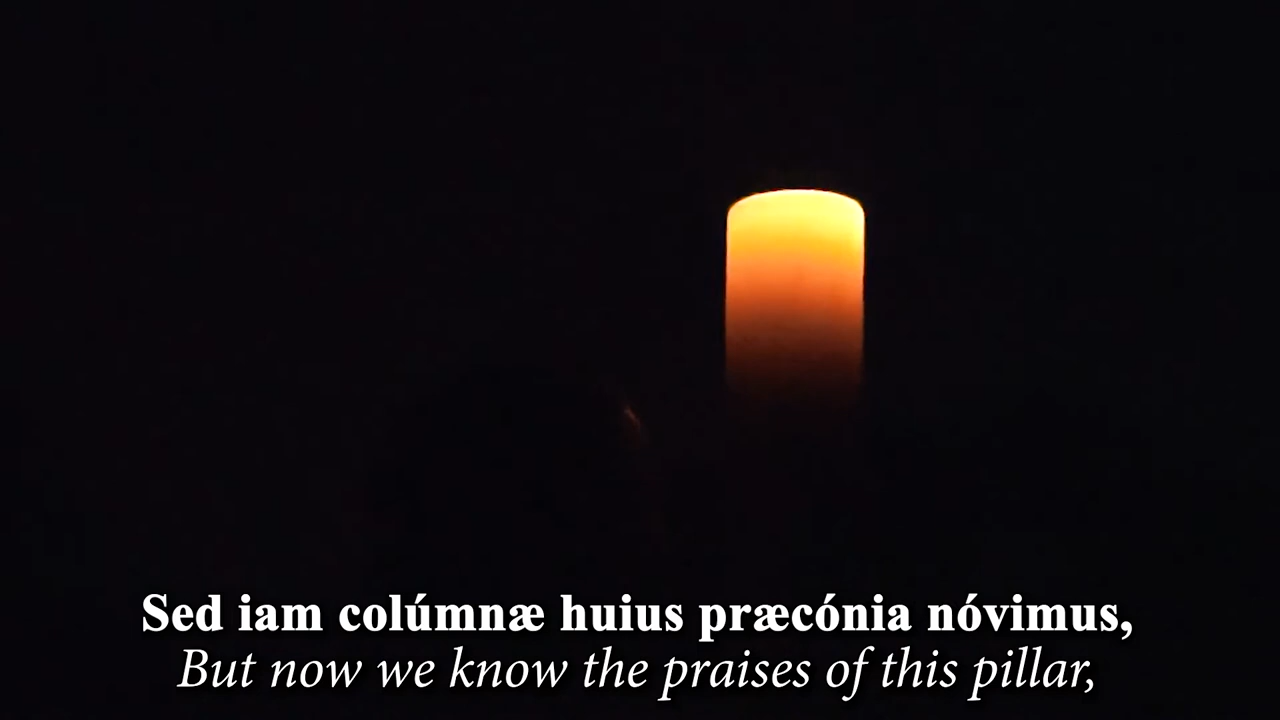 Sed iam colúmnæ huius præcónia nóvimus,
But now we know the praises of this pillar,